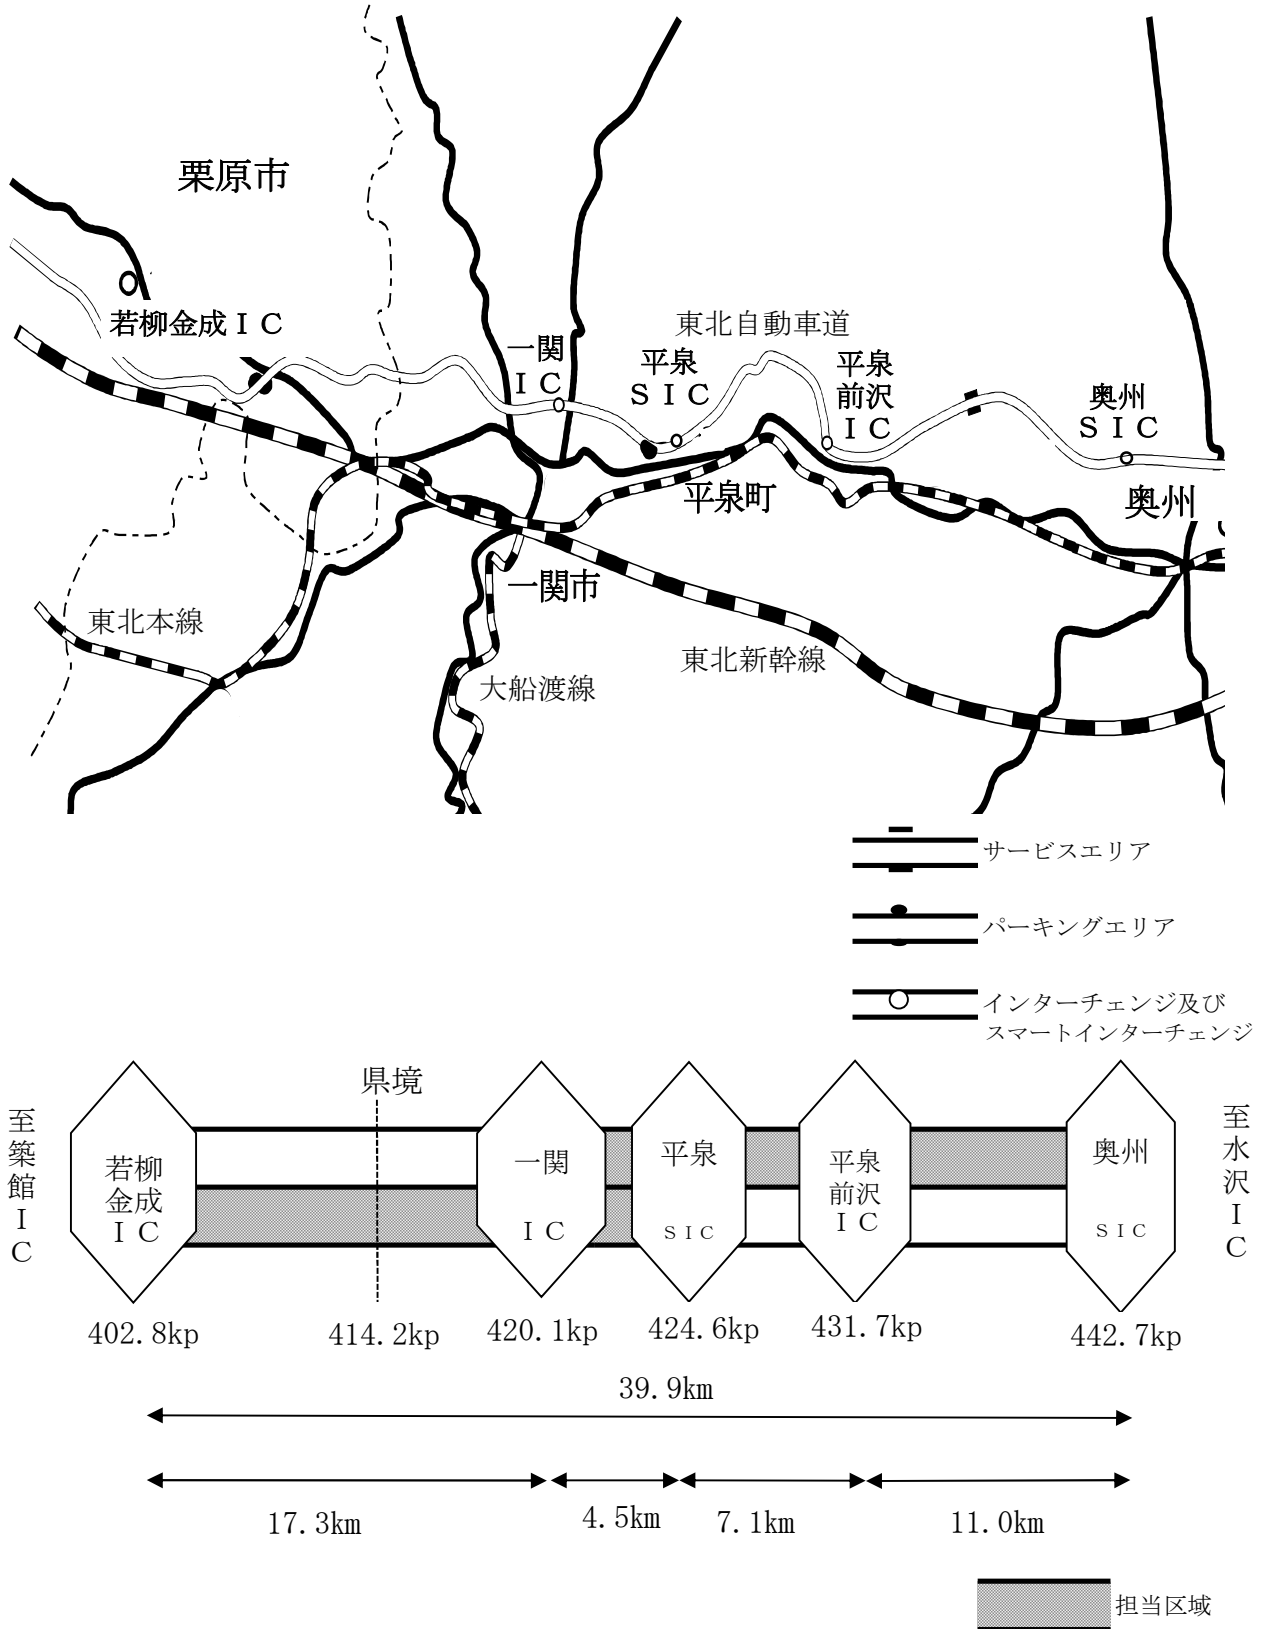 栗原市
若柳金成ＩＣ
一関
ＩＣ
東北自動車道
平泉
ＳＩＣ
平泉
前沢
ＩＣ
奥州
ＳＩＣ
平泉町
奥州
一関市
東北本線
東北新幹線
大船渡線
サービスエリア
パーキングエリア
インターチェンジ及び
スマートインターチェンジ
県境
至築館ＩＣ
若柳
金成
ＩＣ
一関
ＩＣ
平泉
ＳＩＣ
平泉
前沢
ＩＣ
奥州
ＳＩＣ
至水沢ＩＣ
402.8kp
414.2kp
420.1kp
424.6kp
431.7kp
442.7kp
39.9km
17.3km
4.5km
7.1km
11.0km
担当区域